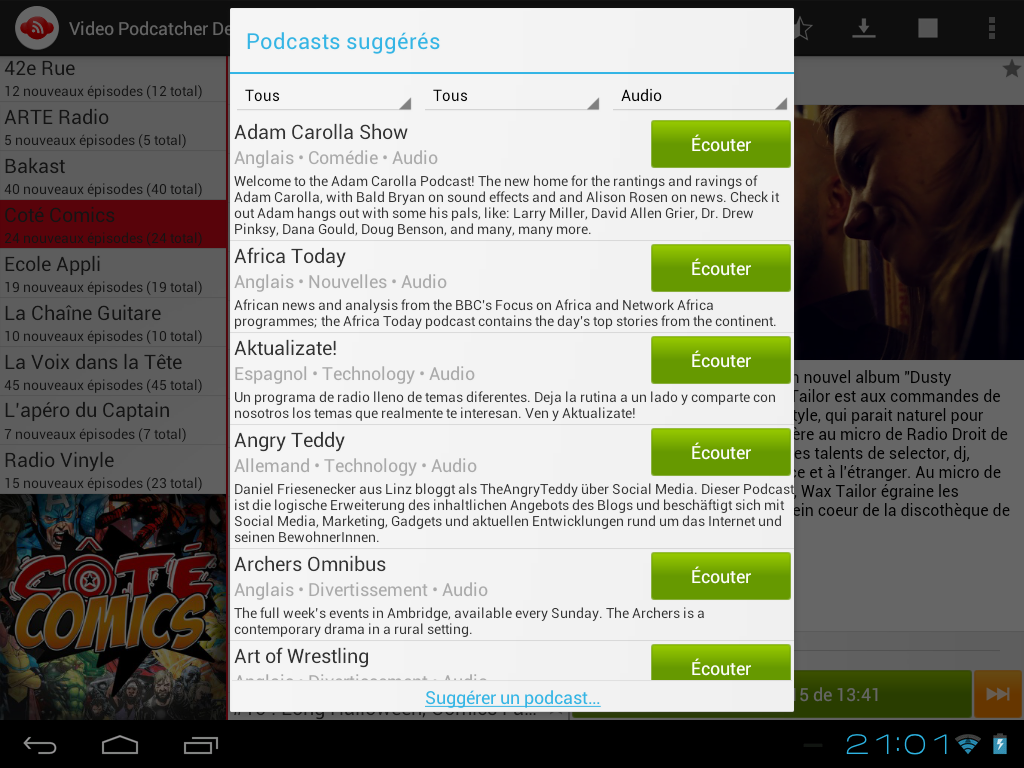 Video Podcatcher De
42e Rue
12 nouveaux épisodes (12 total)
ARTE Radio
5 nouveaux épisodes (5 total)
Bakast
40 nouveaux épisodes (40 total)
Coté Comics
24 nouveaux épisodes (24 total)
Ecole Appli
19 nouveaux épisodes (19 total)
La Chaîne Guitare
10 nouveaux épisodes (10 total)
La Voix dans la Tête
45 nouveaux épisodes (45 total)
L'apéro du Captain
7 nouveaux épisodes (7 total)
Radio Vinyle
15 nouveaux épisodes (23 total)
CÔTÉ
COMICS
Podcasts suggérés
Tous Tous Audio
Adam Carolla Show
Écouter
Anglais • Comédie • Audio
Welcome to the Adam Carolla Podcast! The new home for the rantings and ravings of
Adam Carolla, with Bald Bryan on sound effects and and Alison Rosen on news. Check it
out Adam hangs out with some his pals, like: Larry Miller, David Allen Grier, Dr. Drew
Pinksy, Dana Gould, Doug Benson, and many, many more.
Africa Today
Écouter
Anglais • Nouvelles • Audio
African news and analysis from the BBC's Focus on Africa and Network Africa
programmes; the Africa Today podcast contains the day's top stories from the continent.
Aktualizate!
Écouter
Espagnol • Technology • Audio
Un programa de radio lleno de temas diferentes. Deja la rutina a un lado y comparte con
nosotros los temas que realmente te interesan. Ven y Aktualizate!
Angry Teddy
Écouter
Allemand • Technology • Audio
Daniel Friesenecker aus Linz bloggt als TheAngryTeddy über Social Media. Dieser Podcast
ist die logische Erweiterung des inhaltlichen Angebots des Blogs und beschäftigt sich mit
Social Media, Marketing, Gadgets und aktuellen Entwicklungen rund um das Internet und
seinen BewohnerInnen.
Archers Omnibus
Écouter
Anglais • Divertissement • Audio
The full week's events in Ambridge, available every Sunday. The Archers is a
contemporary drama in a rural setting.
Art of Wrestling
Écouter
Anglais • Divertissement • Audio
Suggérer un podcast...
n nouvel album "Dusty
Tailor est aux commandes de
tyle, qui parait naturel pour
ère au micro de Radio Droit de
es talents de selector, dj,
ce et à l'étranger. Au micro de
Wax Tailor égraine les
ein coeur de la discothèque de
5 de 13:41
21:01